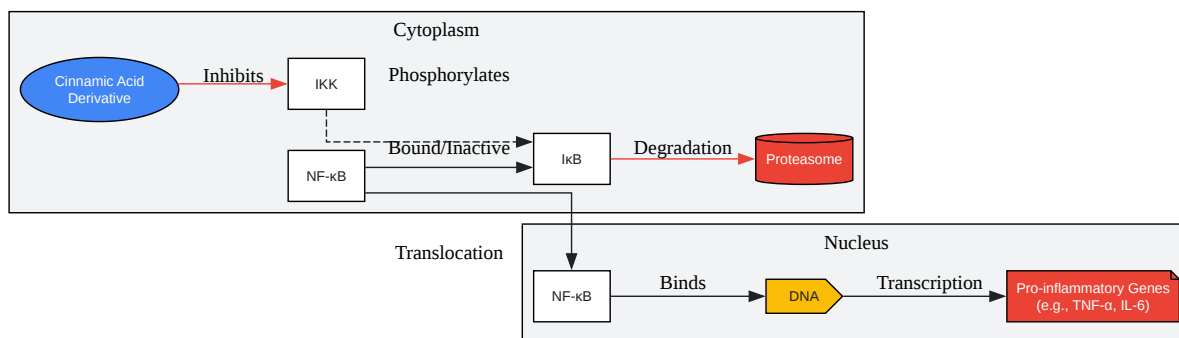 Cytoplasm
Cinnamic Acid
Derivative
Inhibits
IKK
Phosphorylates
NF-κB
Bound/Inactive
IκB
Degradation
Proteasome
Translocation
Nucleus
NF-κB
Binds
DNA
Transcription
Pro-inflammatory Genes
(e.g., TNF-α, IL-6)